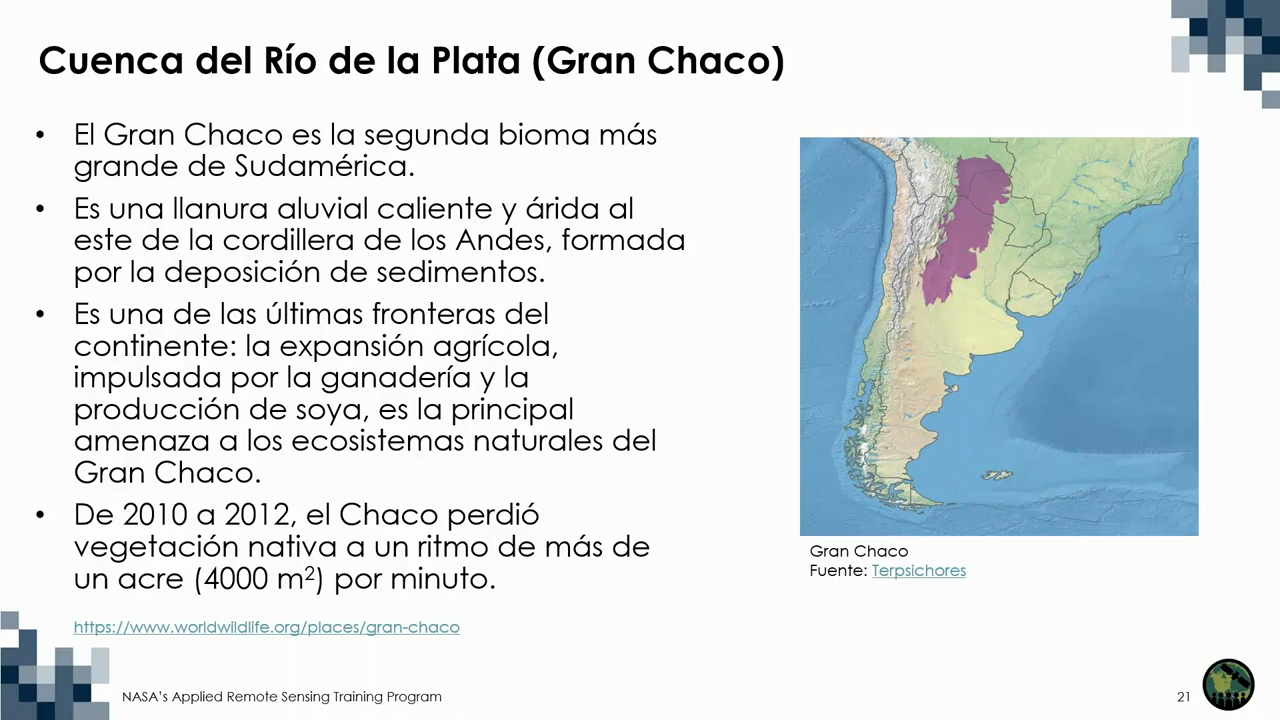 Cuenca del Río de la Plata (Gran Chaco)
• El Gran Chaco es la segunda bioma más
grande de Sudamérica.
• Es una llanura aluvial caliente y árida al
este de la cordillera de los Andes, formada
por la deposición de sedimentos.
• Es una de las últimas fronteras del
continente: la expansión agrícola,
impulsada por la ganadería y la
producción de soya, es la principal
amenaza a los ecosistemas naturales del
Gran Chaco.
• De 2010 a 2012, el Chaco perdió
vegetación nativa a un ritmo de más de
un acre (4000 m²) por minuto.
https://www.worldwildlife.org/places/gran-chaco
Gran Chaco
Fuente: Terpsichores
NASA's Applied Remote Sensing Training Program
21